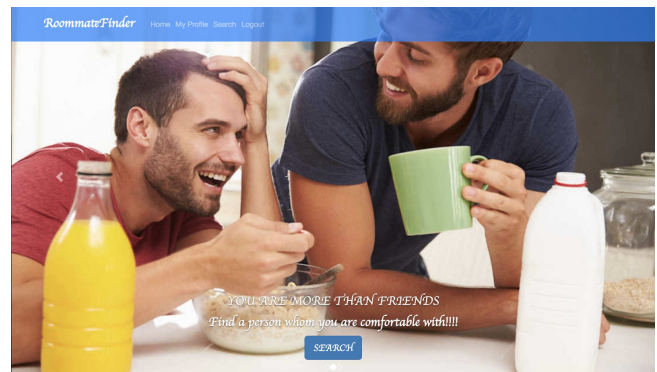 RoommateFinder Home My Profile Search Logout
YOU ARE MORE THAN FRIENDS
Find a person whom you are comfortable with!!!!
SEARCH